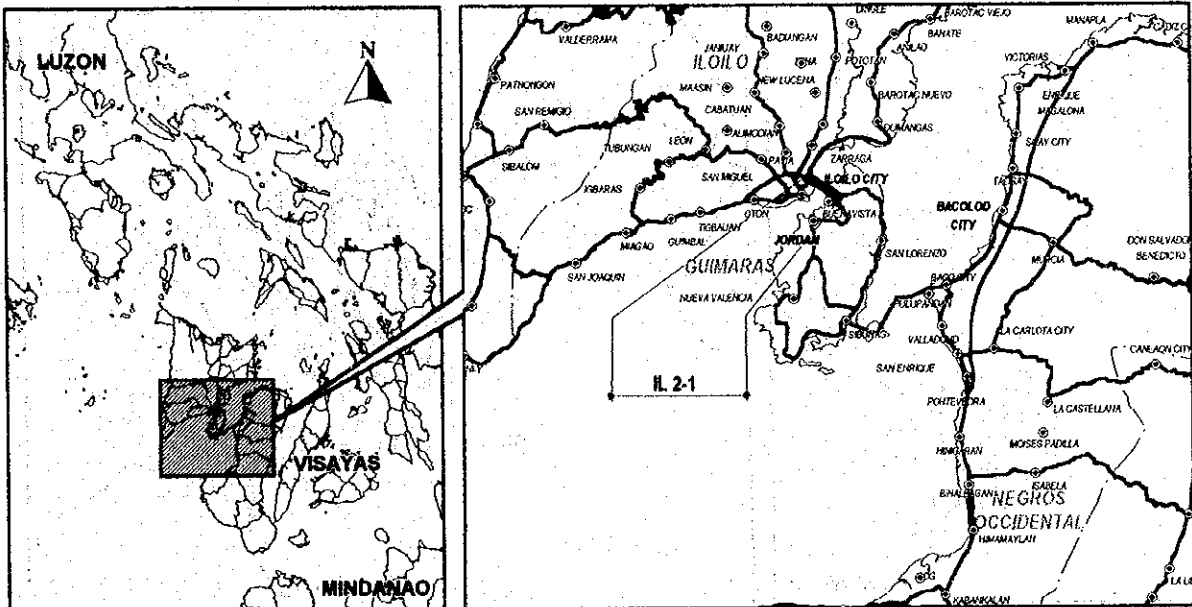 LUZON
N
VISAYAS
MINDANAO
DINGLE
BAROTAC VIEJO
BANATE
MANAPLA
VALDERRAMA
BADIANGAN
ANILAO
JANIUAY
ILOILO
POTOTAN
VICTORIAS
PATNONGON
MAASIN
NEW LUCENA
BAROTAC NUEVO
ENRIQUE
MAGALONA
SAN REMIGIO
CABATUAN
ALIMODIAN
DUMANGAS
TUBUNGAN
LEON
SILAY CITY
SIBALOM
PAVIA
ZARRAGA
SAN MIGUEL
ILOILO CITY
TALISAY
IGBARAS
OTON
BUENAVISTA
BACOLOD
CITY
TIGBAUAN
MIAGAO
GUIMBAL
JORDAN
SAN LORENZO
MURCIA
DON SALVADOR
BENEDICTO
SAN JOAQUIN
GUIMARAS
BAGO CITY
NUEVA VALENCIA
PULUPANDAN
SIBUNAG
VALLADOLID
LA CARLOTA CITY
SAN ENRIQUE
CANLAON CITY
IL. 2-1
PONTEVEDRA
LA CASTELLANA
MOISES PADILLA
HINIGARAN
ISABELA
BINALBAGAN
NEGROS
OCCIDENTAL
HIMAMAYLAN
KABANKALAN